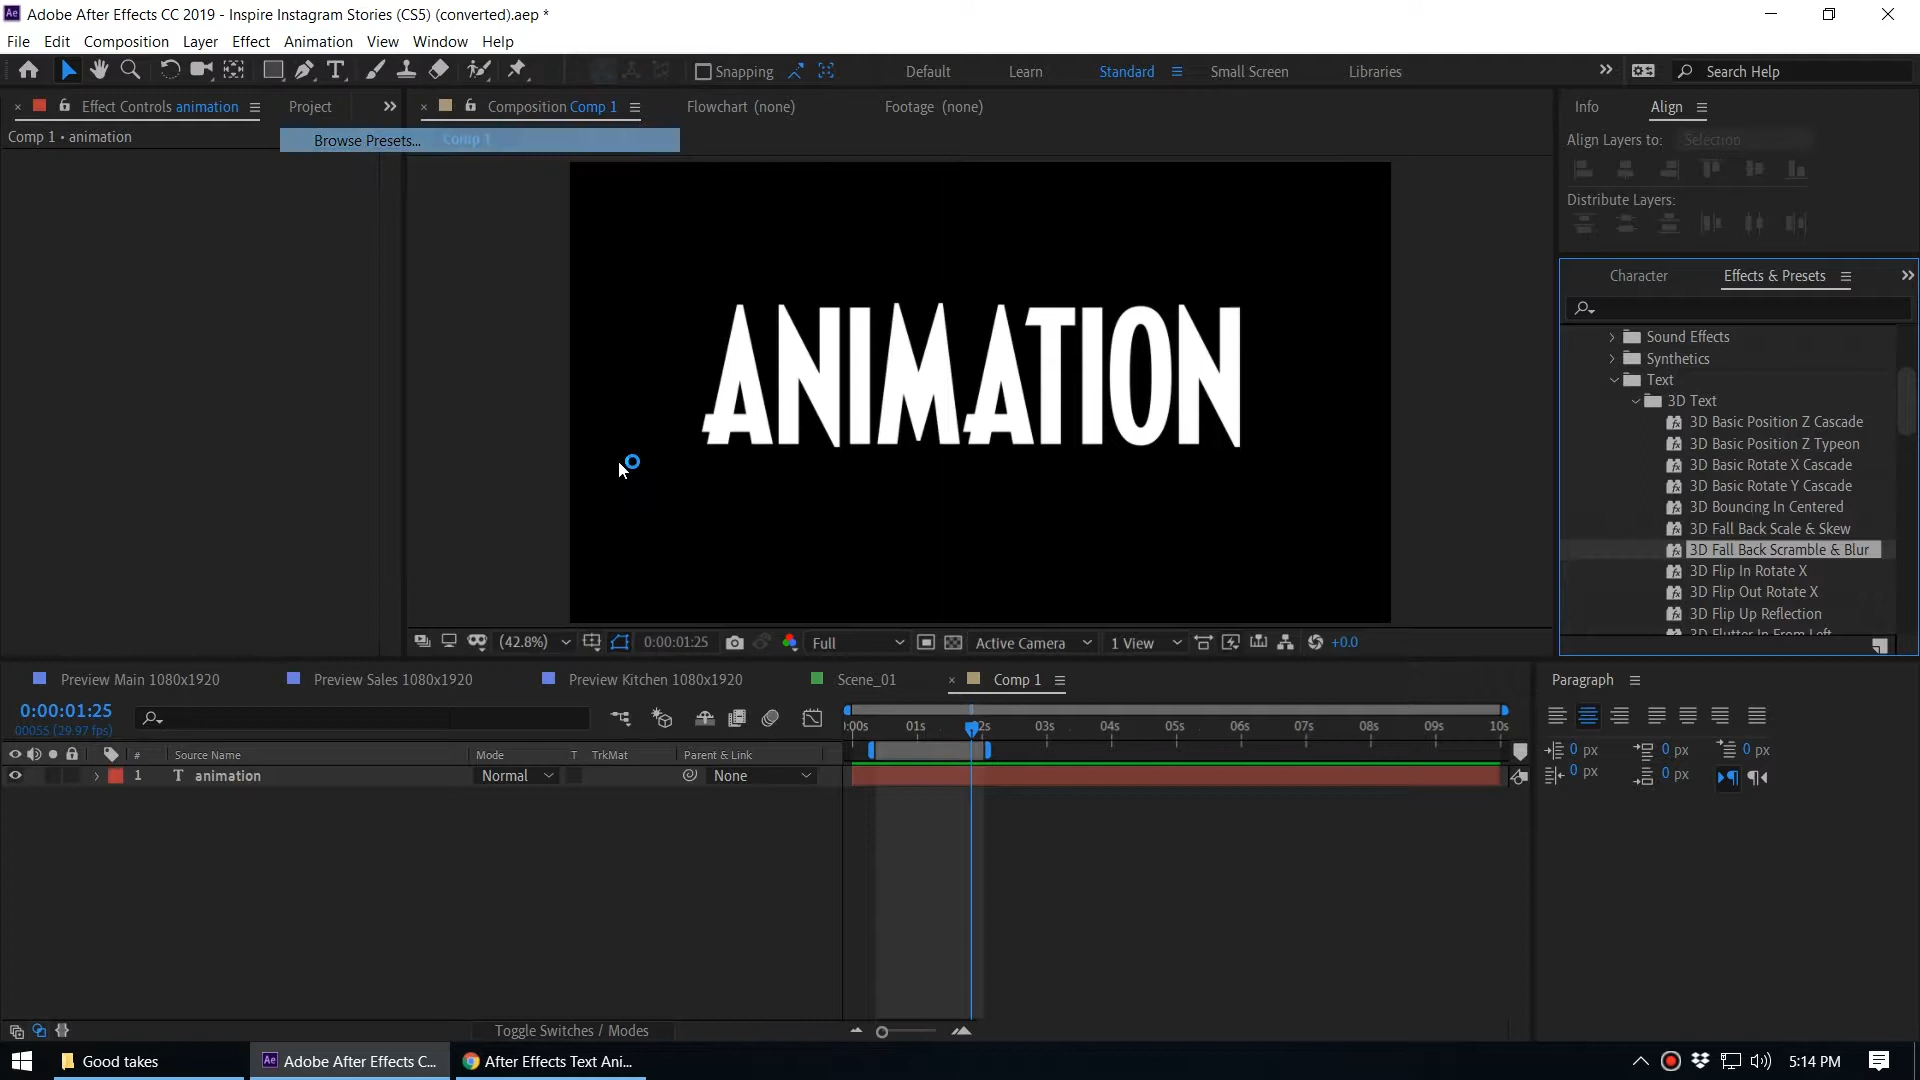 Adobe After Effects CC 2019 - Inspire Instagram Stories (CS5) (converted).aep *
File Edit Composition Layer Effect Animation View Window Help
Snapping Default Learn Standard Small Screen Libraries Search Help
Effect Controls animation Project Composition Comp 1 Flowchart (none) Footage (none) Info Align
Comp 1 • animation
Browse Presets... Comp 1
Align Layers to: Selection
Distribute Layers:
Character Effects & Presets
ANIMATION
Sound Effects
Synthetics
Text
3D Text
3D Basic Position Z Cascade
3D Basic Position Z Typeon
3D Basic Rotate X Cascade
3D Basic Rotate Y Cascade
3D Bouncing In Centered
3D Fall Back Scale & Skew
3D Fall Back Scramble & Blur
3D Flip In Rotate X
3D Flip Out Rotate X
3D Flip Up Reflection
3D Flutter In From Left
(42.8%) 0:00:01:25 Full Active Camera 1 View +0.0
Preview Main 1080x1920 Preview Sales 1080x1920 Preview Kitchen 1080x1920 Scene_01 Comp 1 Paragraph
0:00:01:25
00055 (29.97 fps)
:00s 01s 02s 03s 04s 05s 06s 07s 08s 09s 10s
# Source Name Mode T TrkMat Parent & Link
1 T animation Normal None
0 px 0 px 0 px
0 px 0 px
Toggle Switches / Modes
Good takes Ae Adobe After Effects C... After Effects Text Ani... 5:14 PM